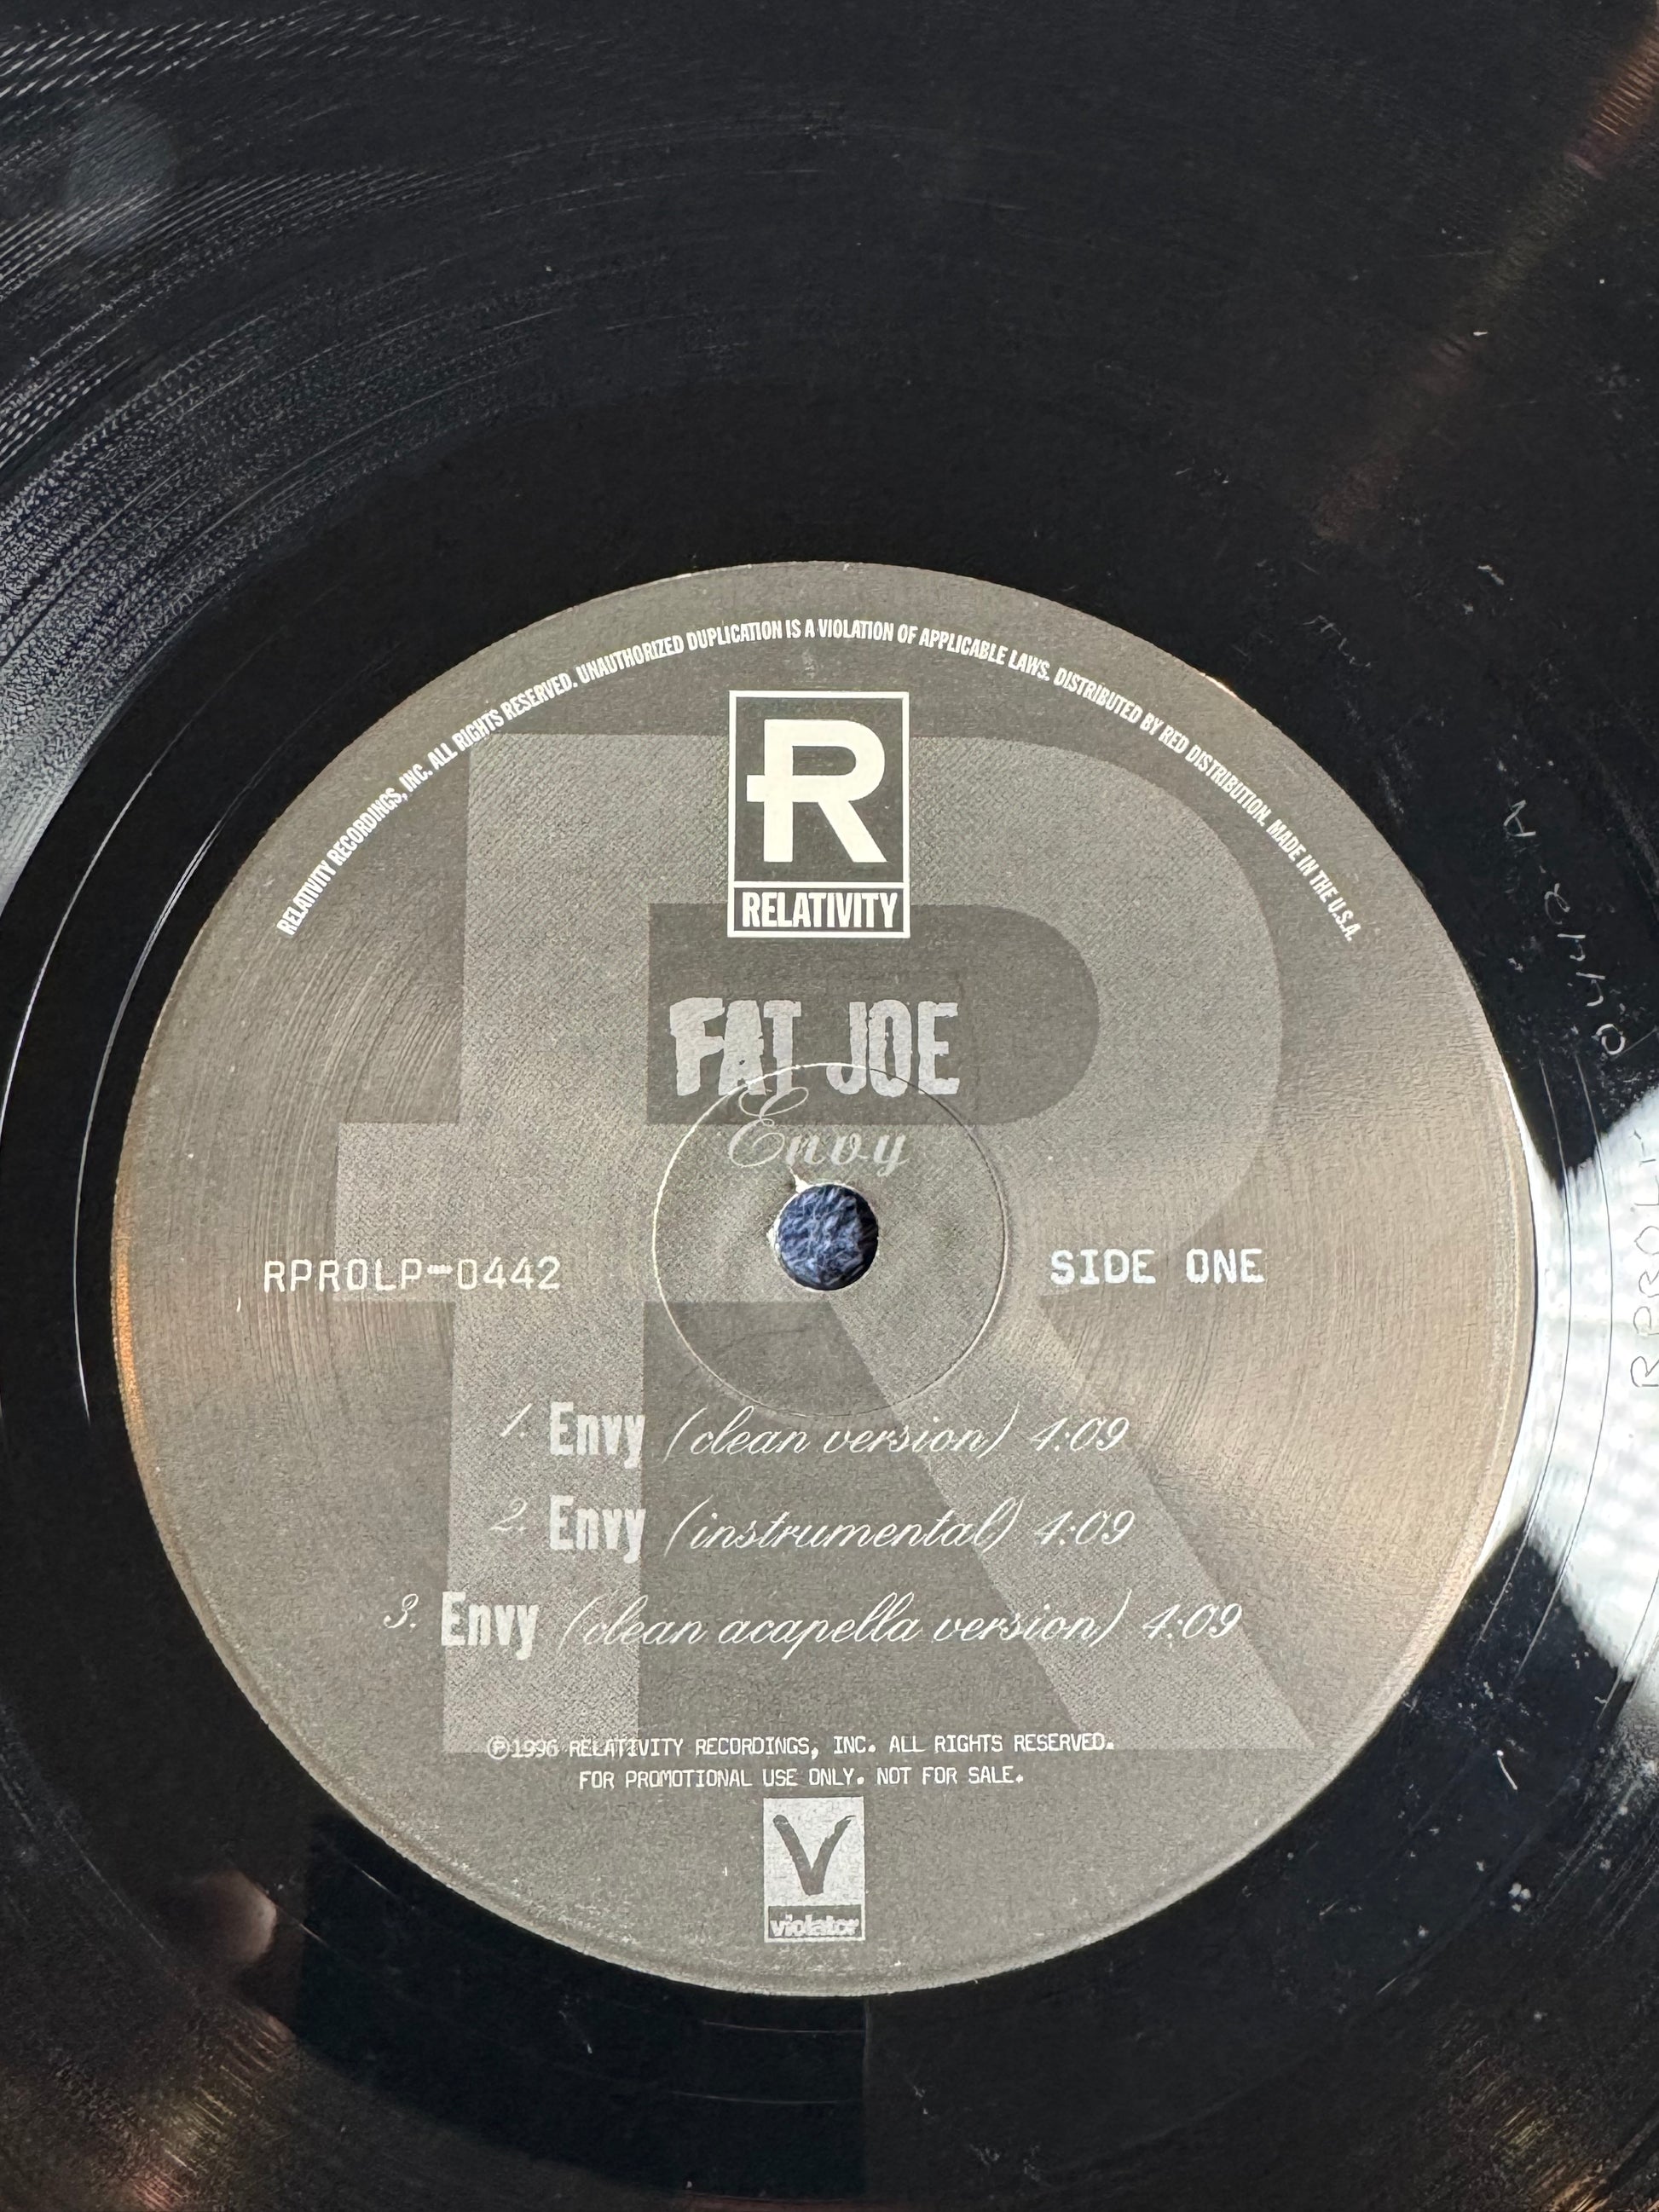 RELATIVITY RECORDINGS, INC. ALL RIGHTS RESERVED. UNAUTHORIZED DUPLICATION IS A VIOLATION OF APPLICABLE LAWS. DISTRIBUTED BY RED DISTRIBUTION. MADE IN THE U.S.A.
R
RELATIVITY
FAT JOE
Envy
RPROLP-0442
SIDE ONE
1. Envy (clean version) 4:09
2. Envy (instrumental) 4:09
3. Envy (clean acapella version) 4:09
℗1996 RELATIVITY RECORDINGS, INC. ALL RIGHTS RESERVED.
FOR PROMOTIONAL USE ONLY. NOT FOR SALE.
V
violator